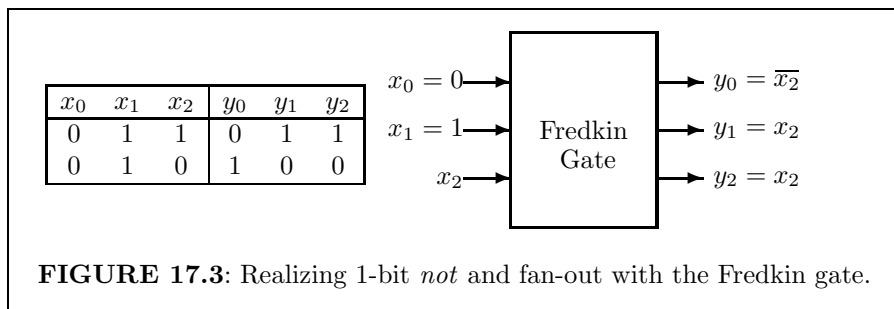 x₀ x₁ x₂ y₀ y₁ y₂
0 1 1 0 1 1
0 1 0 1 0 0
x₀ = 0
x₁ = 1
x₂
Fredkin
Gate
y₀ = x̅₂
y₁ = x₂
y₂ = x₂
FIGURE 17.3: Realizing 1-bit not and fan-out with the Fredkin gate.